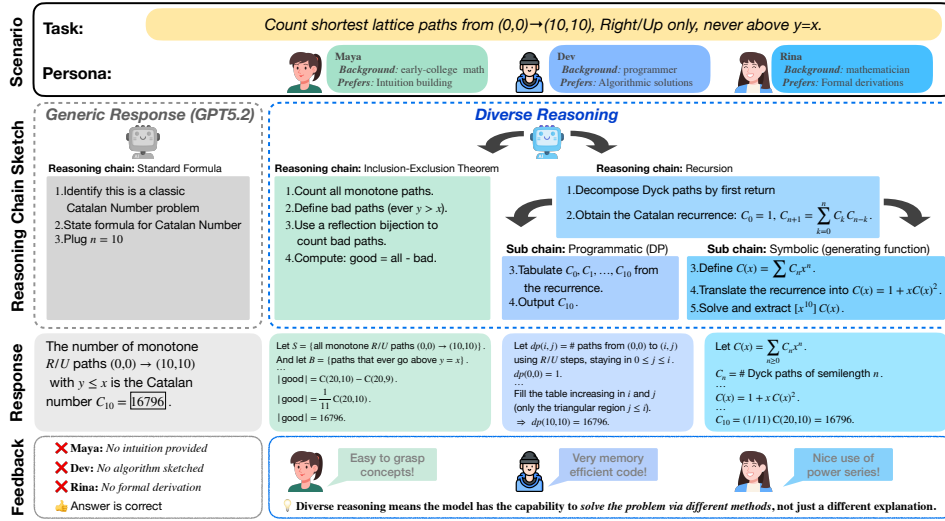 Scenario
Task:
Count shortest lattice paths from (0,0)→(10,10), Right/Up only, never above y=x.
Persona:
Maya
Background: early-college math
Prefers: Intuition building
Dev
Background: programmer
Prefers: Algorithmic solutions
Rina
Background: mathematician
Prefers: Formal derivations
Reasoning Chain Sketch
Generic Response (GPT5.2)
Reasoning chain: Standard Formula
1.Identify this is a classic
Catalan Number problem
2.State formula for Catalan Number
3.Plug n = 10
Diverse Reasoning
Reasoning chain: Inclusion-Exclusion Theorem
1.Count all monotone paths.
2.Define bad paths (ever y > x).
3.Use a reflection bijection to
count bad paths.
4.Compute: good = all - bad.
Reasoning chain: Recursion
1.Decompose Dyck paths by first return
2.Obtain the Catalan recurrence: C₀ = 1, Cₙ₊₁ = ∑ₖ₌₀ⁿ Cₖ Cₙ₋ₖ .
Sub chain: Programmatic (DP)
3.Tabulate C₀, C₁, …, C₁₀ from
the recurrence.
4.Output C₁₀ .
Sub chain: Symbolic (generating function)
3.Define C(x) = ∑ Cₙxⁿ .
4.Translate the recurrence into C(x) = 1 + xC(x)² .
5.Solve and extract [x¹⁰] C(x) .
Response
The number of monotone
R/U paths (0,0) → (10,10)
with y ≤ x is the Catalan
number C₁₀ = 16796 .
Let S = {all monotone R/U paths (0,0) → (10,10)} .
And let B = {paths that ever go above y = x} .
…
|good| = C(20,10) − C(20,9) .
|good| = 1/11 C(20,10) .
|good| = 16796.
Let dp(i, j) = # paths from (0,0) to (i, j)
using R/U steps, staying in 0 ≤ j ≤ i .
dp(0,0) = 1 .
…
Fill the table increasing in i and j
(only the triangular region j ≤ i).
⇒ dp(10,10) = 16796.
Let C(x) = ∑ₙ≥₀ Cₙxⁿ .
Cₙ = # Dyck paths of semilength n .
…
C(x) = 1 + x C(x)² .
…
C₁₀ = (1/11) C(20,10) = 16796.
Feedback
❌ Maya: No intuition provided
❌ Dev: No algorithm sketched
❌ Rina: No formal derivation
👍 Answer is correct
Easy to grasp
concepts!
Very memory
efficient code!
Nice use of
power series!
💡 Diverse reasoning means the model has the capability to solve the problem via different methods, not just a different explanation.